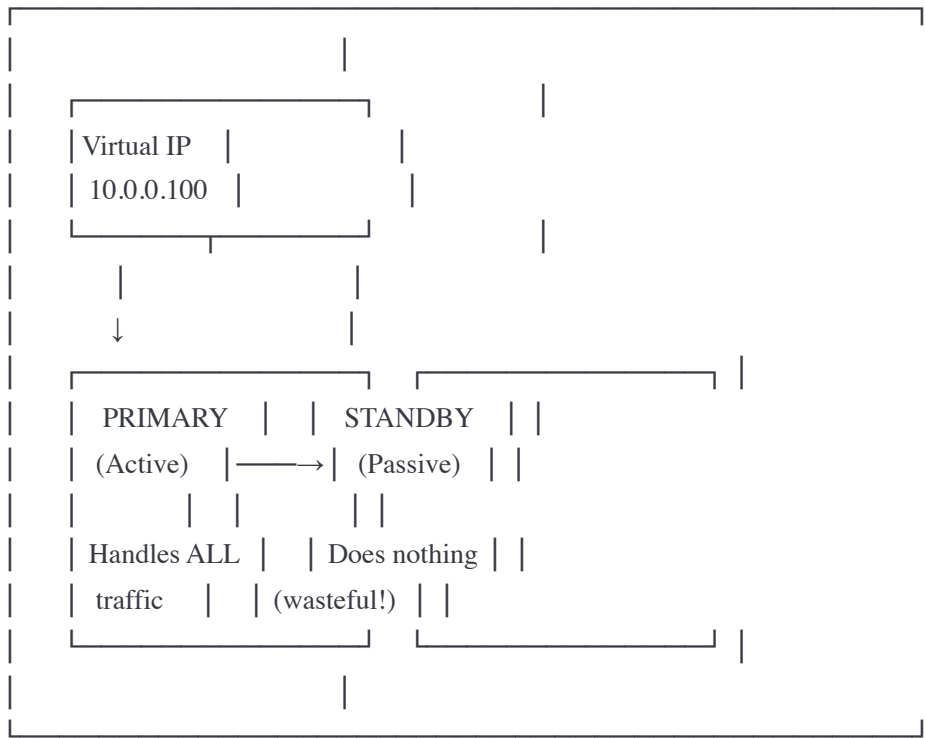 Virtual IP
10.0.0.100
PRIMARY STANDBY
(Active) → (Passive)
Handles ALL Does nothing
traffic (wasteful!)